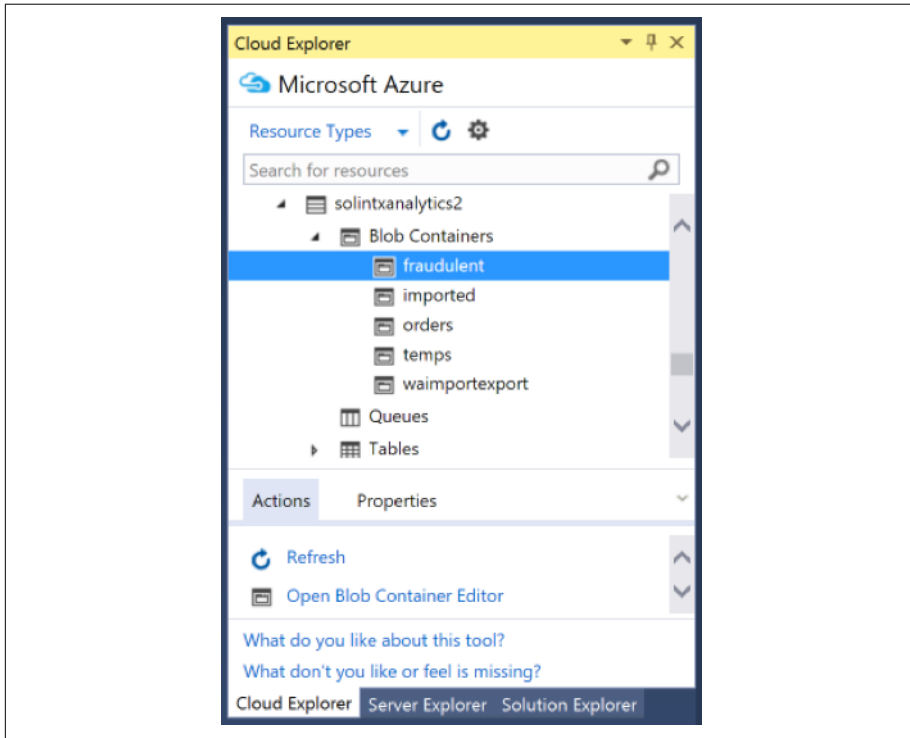 Cloud Explorer
Microsoft Azure
Resource Types
Search for resources
solintxanalytics2
Blob Containers
fraudulent
imported
orders
temps
waimportexport
Queues
Tables
Actions Properties
Refresh
Open Blob Container Editor
What do you like about this tool?
What don't you like or feel is missing?
Cloud Explorer Server Explorer Solution Explorer